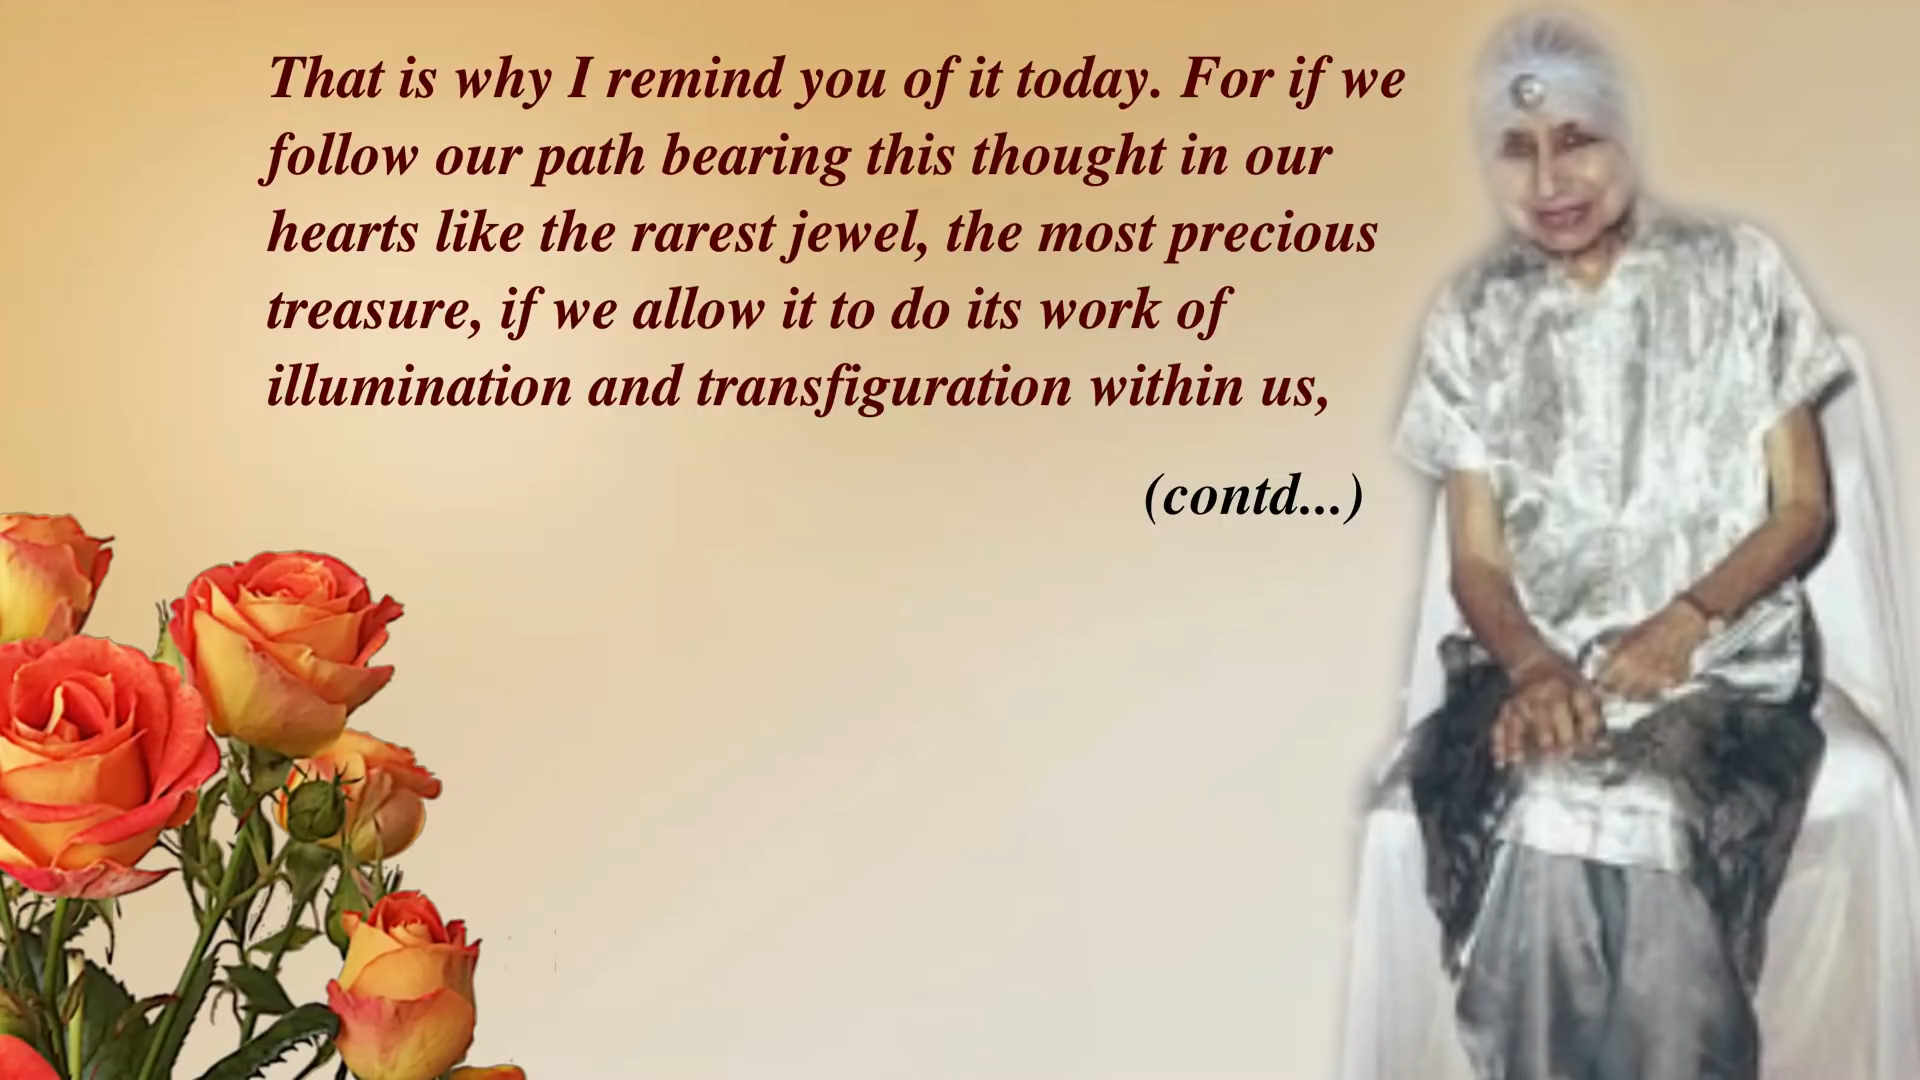 That is why I remind you of it today. For if we
follow our path bearing this thought in our
hearts like the rarest jewel, the most precious
treasure, if we allow it to do its work of
illumination and transfiguration within us,
(contd...)